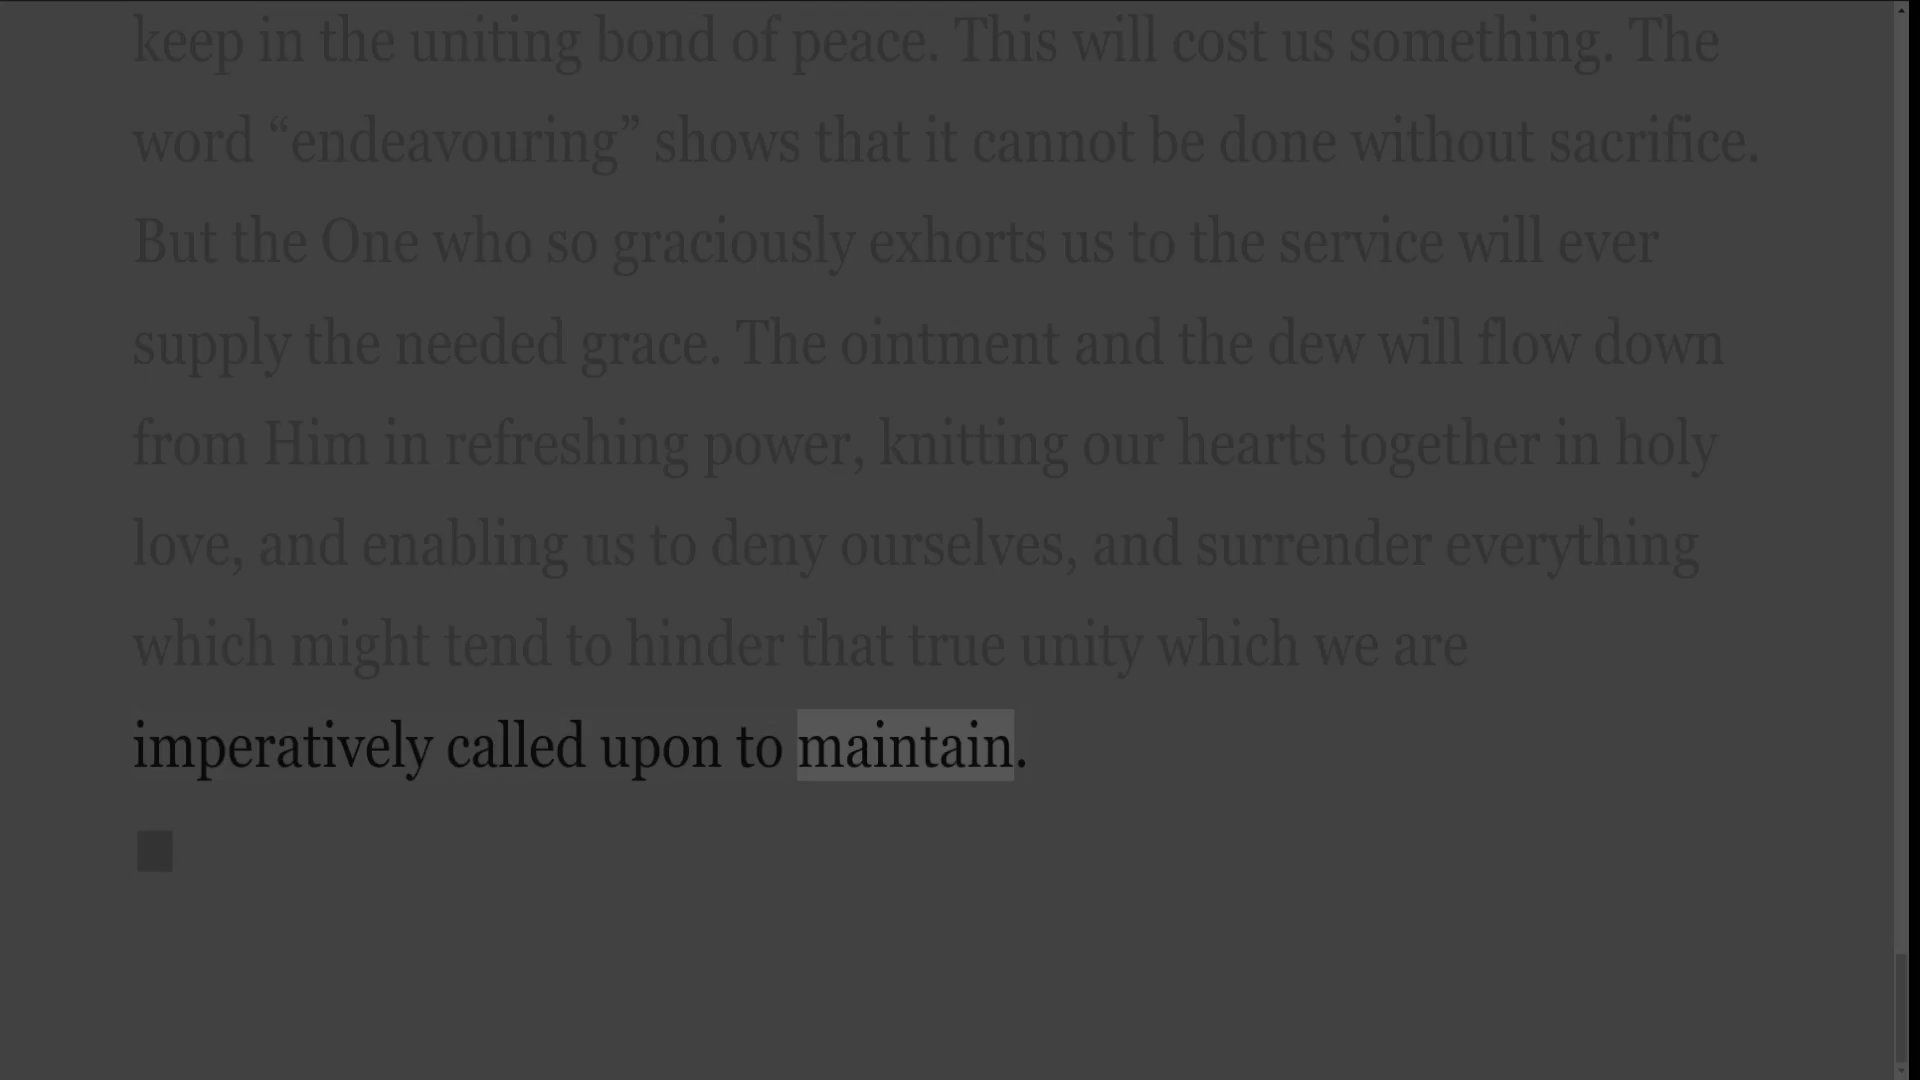 keep in the uniting bond of peace. This will cost us something. The
word “endeavouring” shows that it cannot be done without sacrifice.
But the One who so graciously exhorts us to the service will ever
supply the needed grace. The ointment and the dew will flow down
from Him in refreshing power, knitting our hearts together in holy
love, and enabling us to deny ourselves, and surrender everything
which might tend to hinder that true unity which we are
imperatively called upon to maintain.